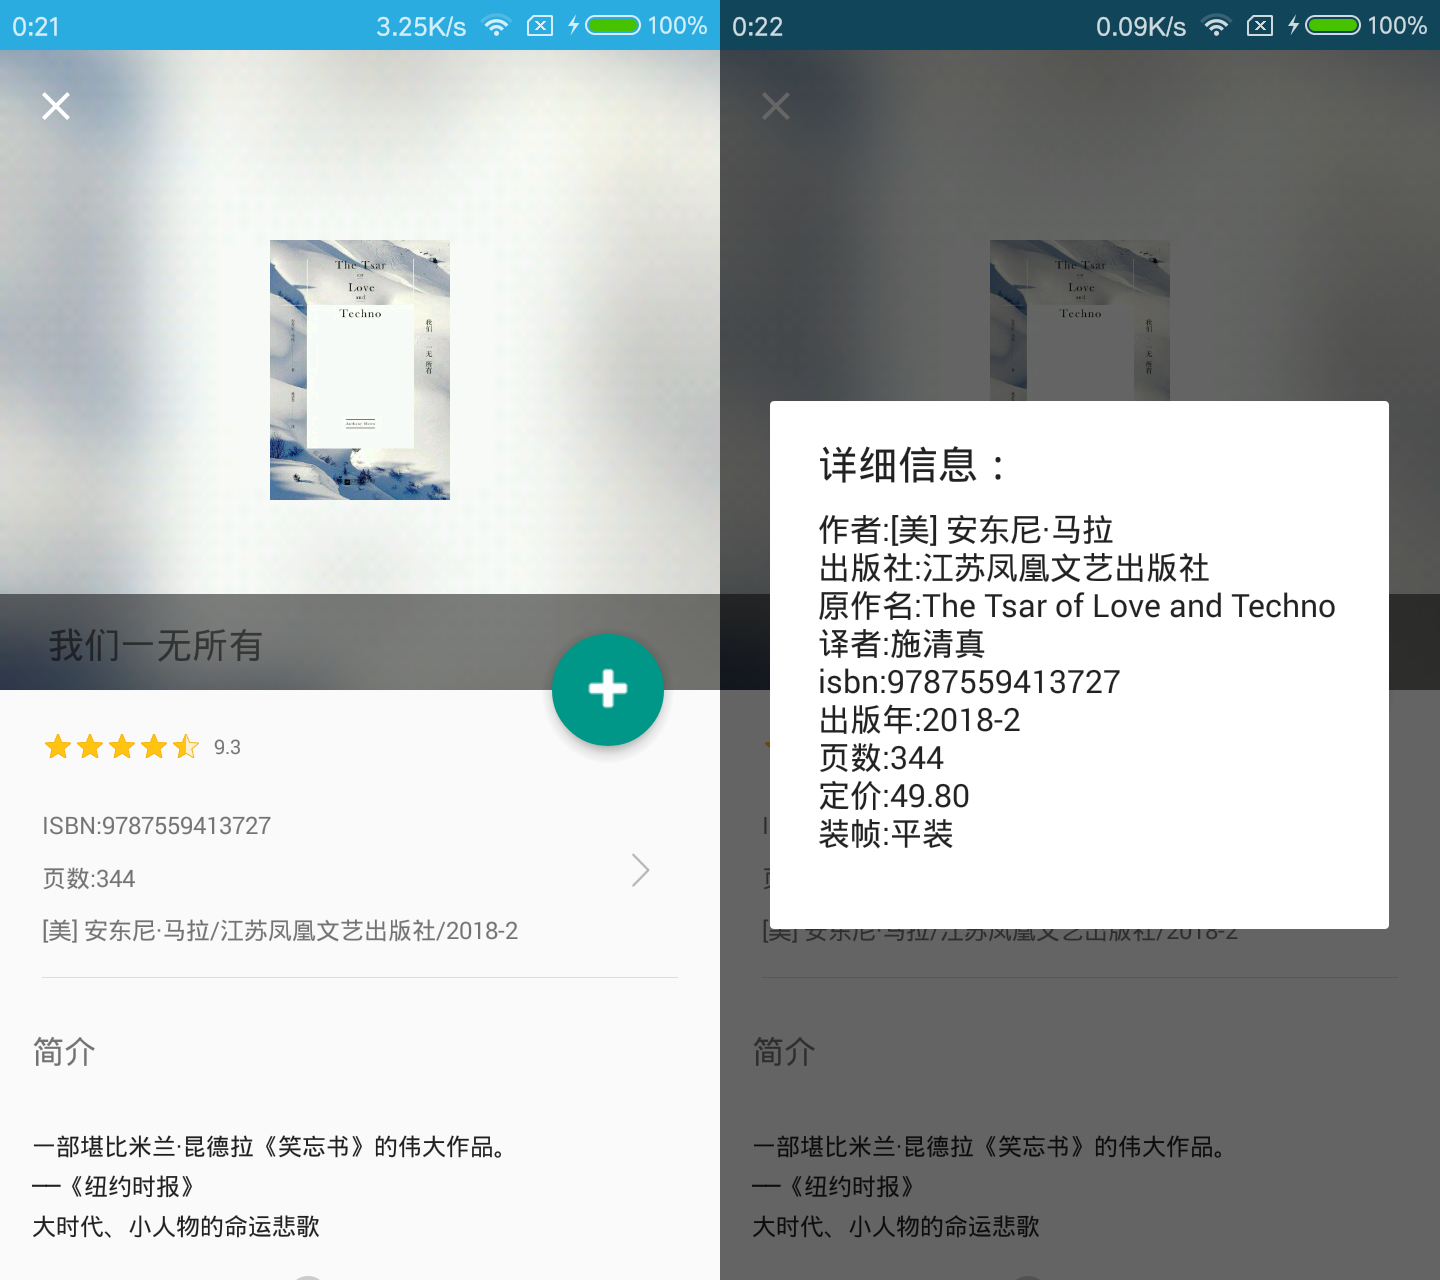 0:21
3.25K/s
100%
The Tsar
Love
and
Techno
我们一无所有
我们一无所有
9.3
ISBN:9787559413727
页数:344
[美] 安东尼·马拉/江苏凤凰文艺出版社/2018-2
简介
一部堪比米兰·昆德拉《笑忘书》的伟大作品。
──《纽约时报》
大时代、小人物的命运悲歌
0:22
0.09K/s
100%
The Tsar
Love
and
Techno
我们一无所有
详细信息：
作者:[美] 安东尼·马拉
出版社:江苏凤凰文艺出版社
原作名:The Tsar of Love and Techno
译者:施清真
isbn:9787559413727
出版年:2018-2
页数:344
定价:49.80
装帧:平装
[美] 安东尼·马拉/江苏凤凰文艺出版社/2018-2
简介
一部堪比米兰·昆德拉《笑忘书》的伟大作品。
──《纽约时报》
大时代、小人物的命运悲歌